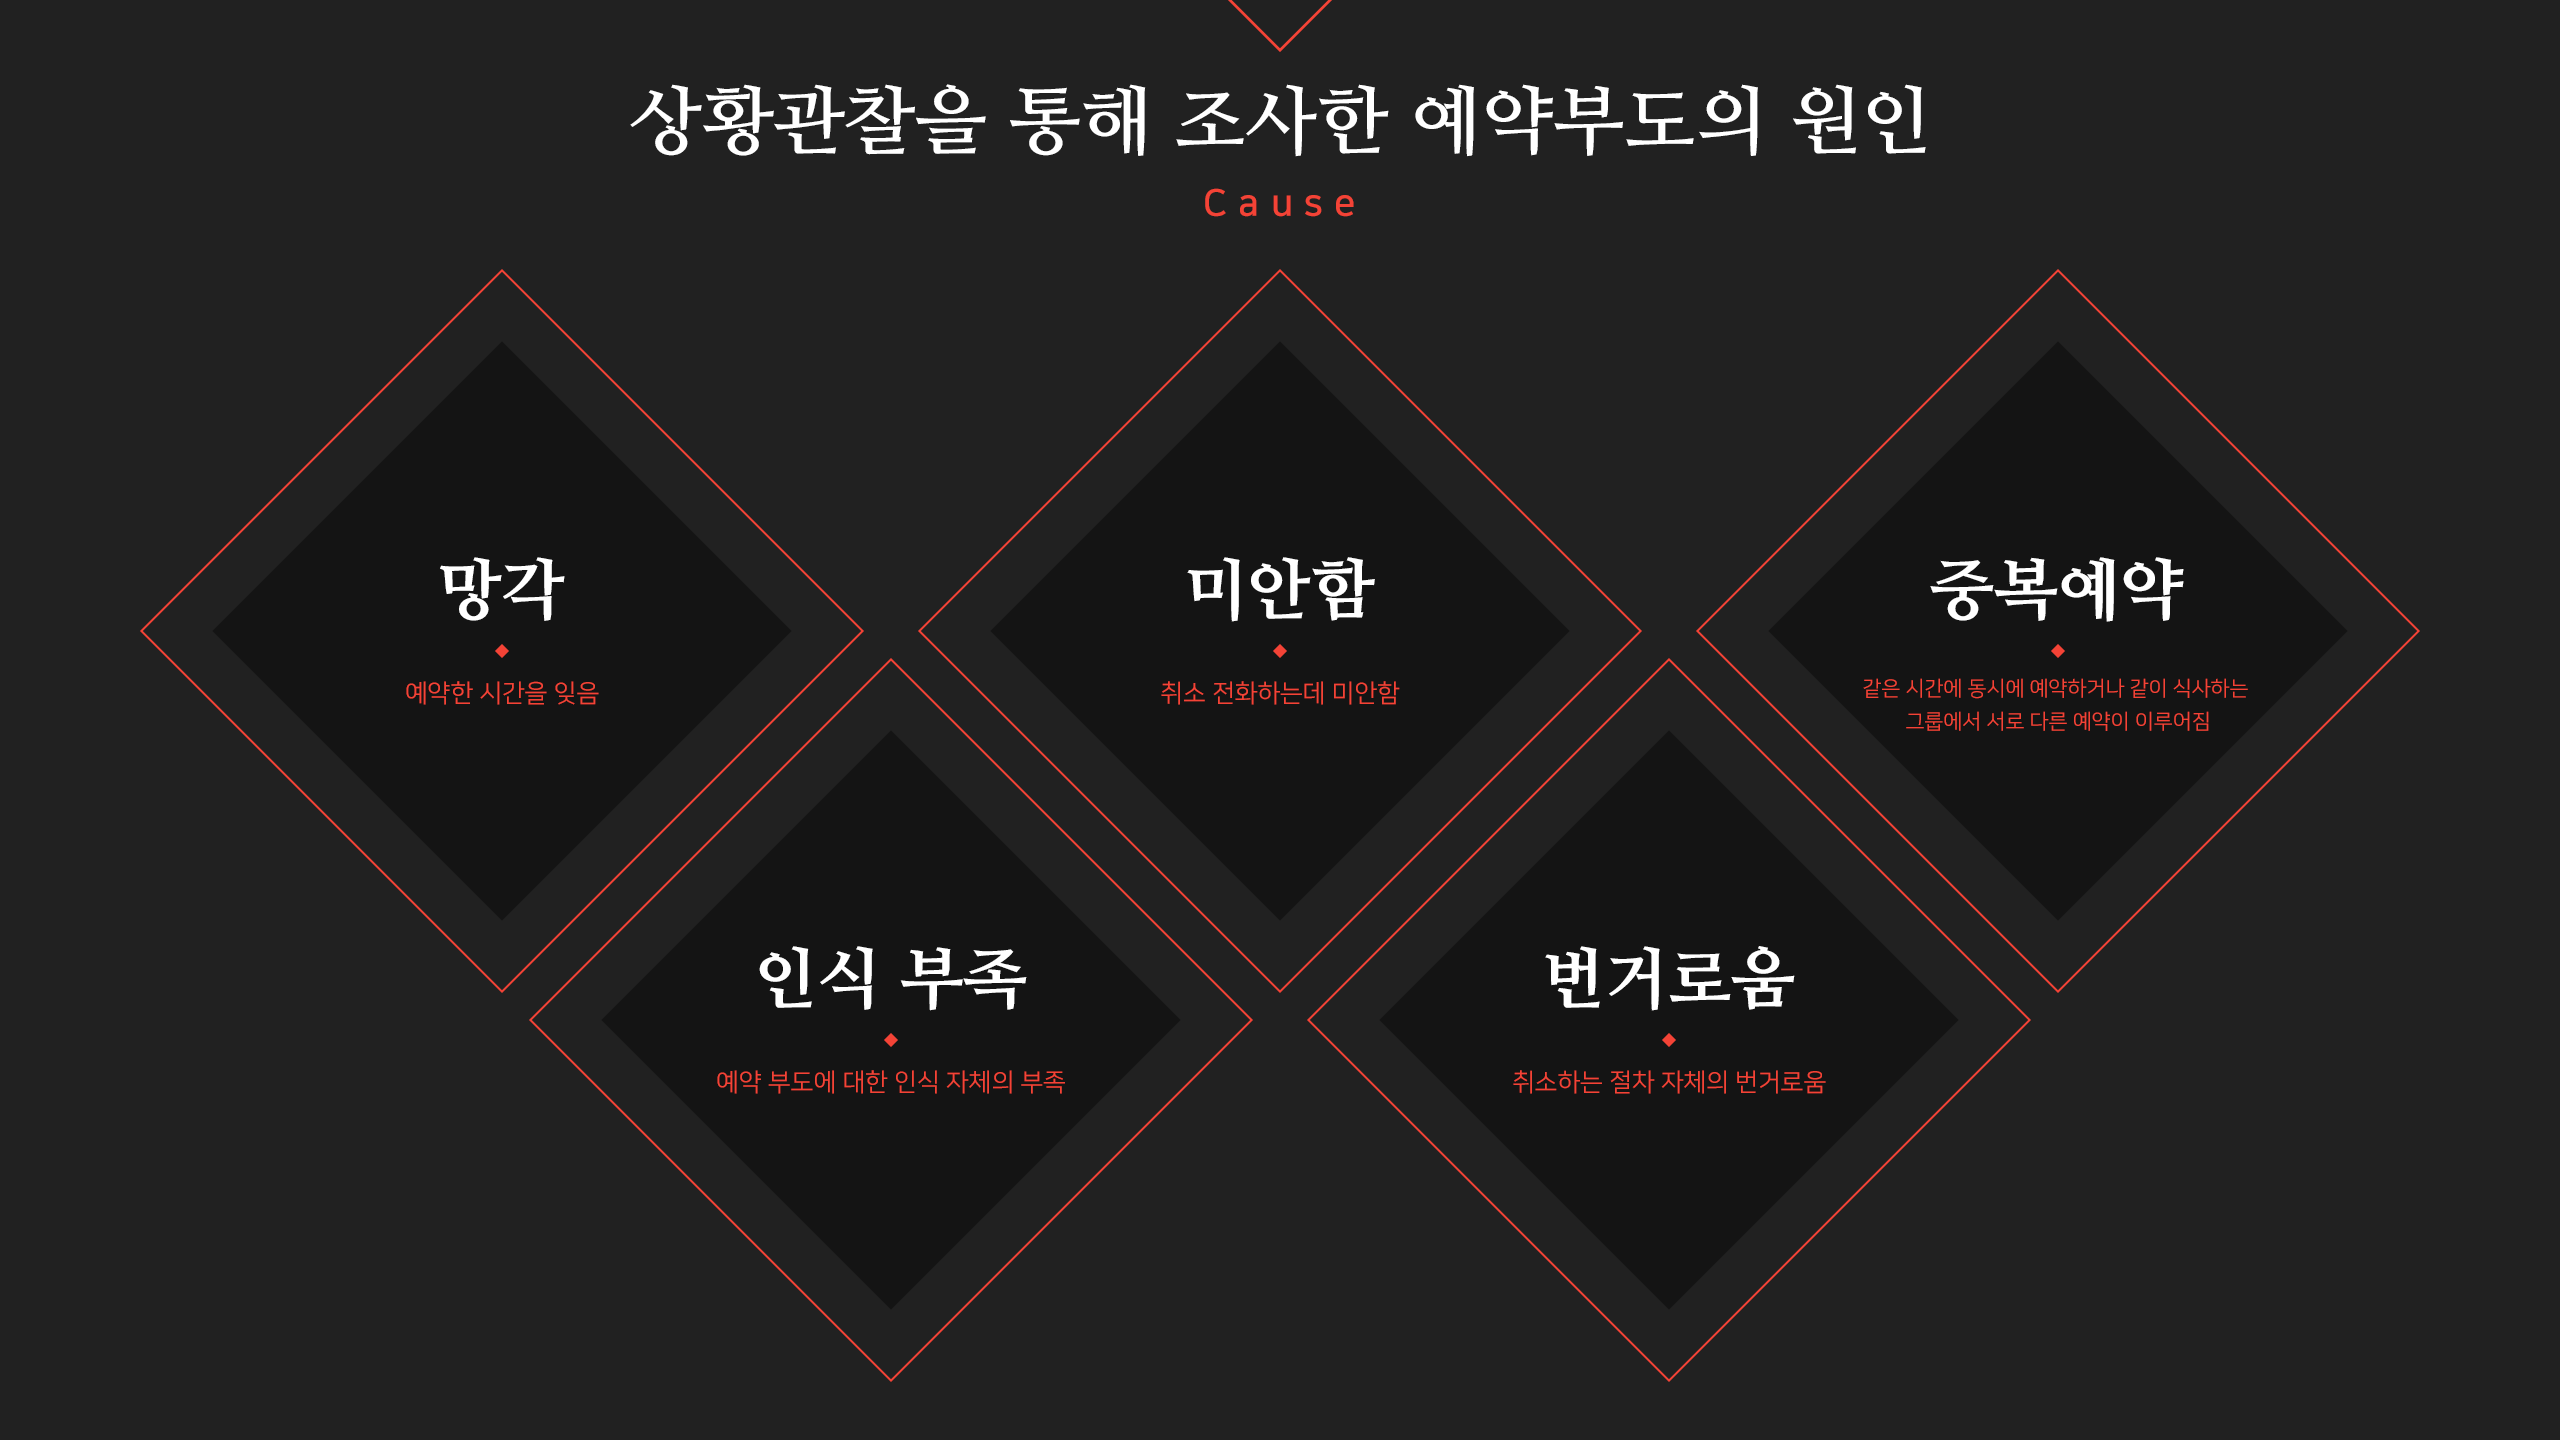 상황관찰을 통해 조사한 예약부도의 원인
Cause
망각
예약한 시간을 잊음
미안함
취소 전화하는데 미안함
중복예약
같은 시간에 동시에 예약하거나 같이 식사하는
그룹에서 서로 다른 예약이 이루어짐
인식 부족
예약 부도에 대한 인식 자체의 부족
번거로움
취소하는 절차 자체의 번거로움